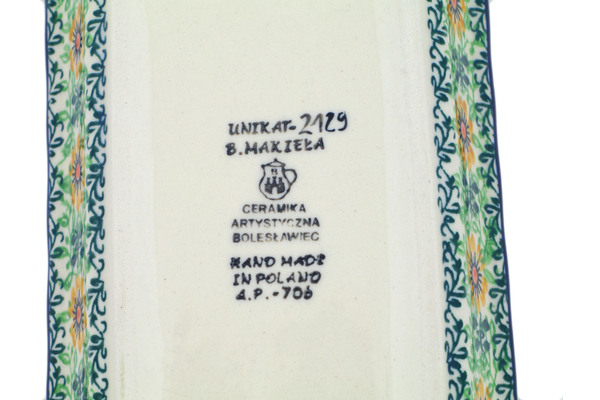 UNIKAT-2129
B.MAKIEŁA
CERAMIKA
ARTYSTYCZNA
BOLESŁAWIEC
HAND MADE
IN POLAND
A.P.-706